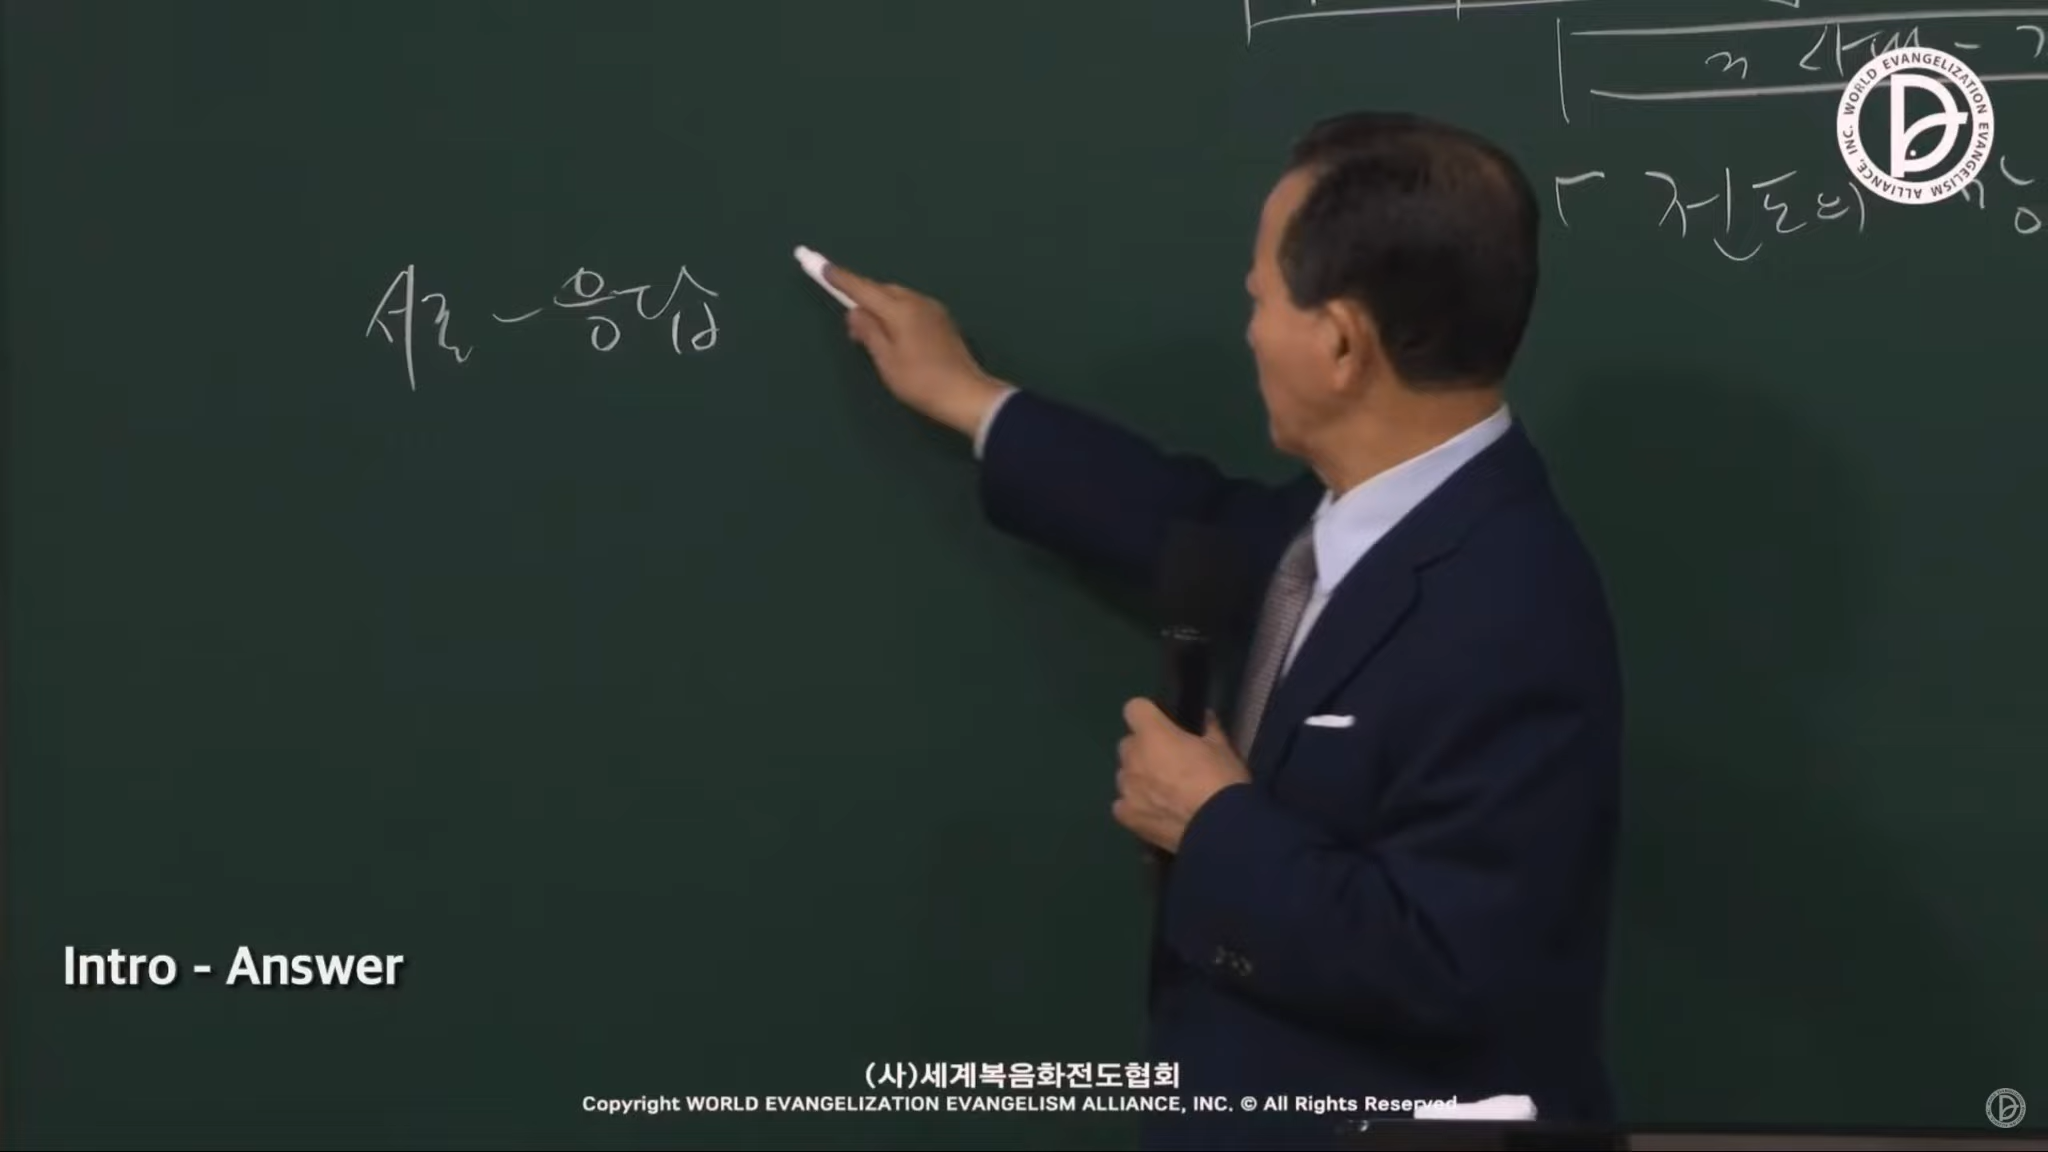 WORLD EVANGELIZATION EVANGELISM ALLIANCE, INC.
「전도의
서론 - 응답
Intro - Answer
(사)세계복음화전도협회
Copyright WORLD EVANGELIZATION EVANGELISM ALLIANCE, INC. © All Rights Reserved